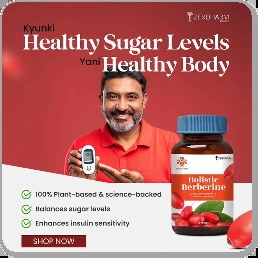 ZEROHARM
Kyunki
Healthy Sugar Levels
Yani Healthy Body
Holistic
Berberine
100% Plant-based & science-backed
Balances sugar levels
Enhances insulin sensitivity
SHOP NOW